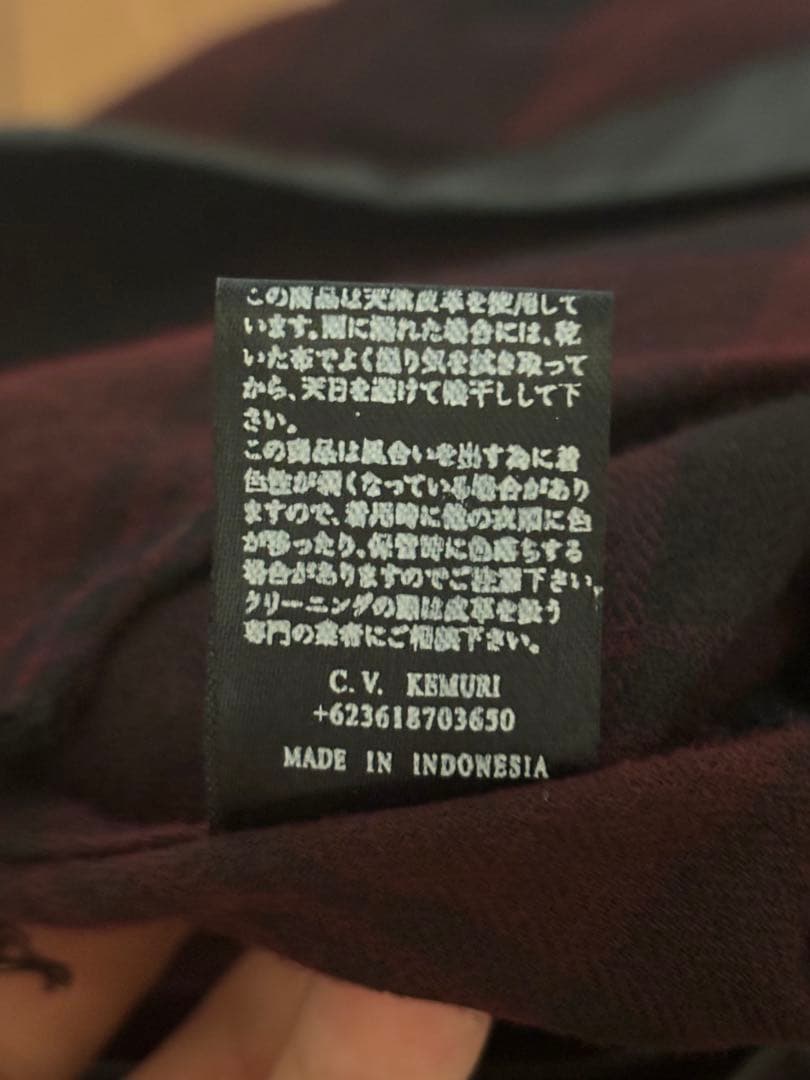 この商品は天然皮革を使用して
います。雨に濡れた場合には、乾
いた布でよく湿り気を拭き取って
から、天日を避けて陰干しして下
さい。
この商品は風合いを出す為に着
色性が弱くなっている場合があり
ますので、着用時に他の衣類に色
が移ったり、保管時に色落ちする
場合がありますのでご注意下さい。
クリーニングの際は皮革を扱う
専門の業者にご相談下さい。
C.V. KEMURI
+623618703650
MADE IN INDONESIA